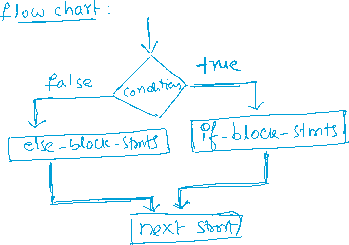 flow chart:
false
true
condition
else-block-stmts
if-block-stmts
next stmt